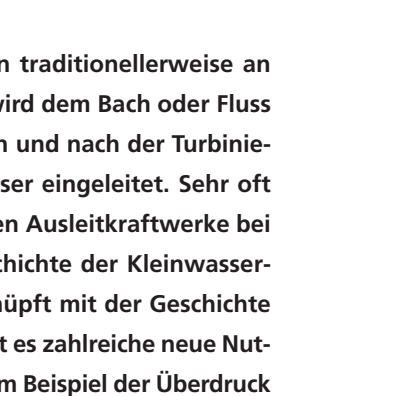 n traditionellerweise an
wird dem Bach oder Fluss
n und nach der Turbinie-
ser eingeleitet. Sehr oft
en Ausleitkraftwerke bei
chichte der Kleinwasser-
nüpft mit der Geschichte
t es zahlreiche neue Nut-
m Beispiel der Überdruck